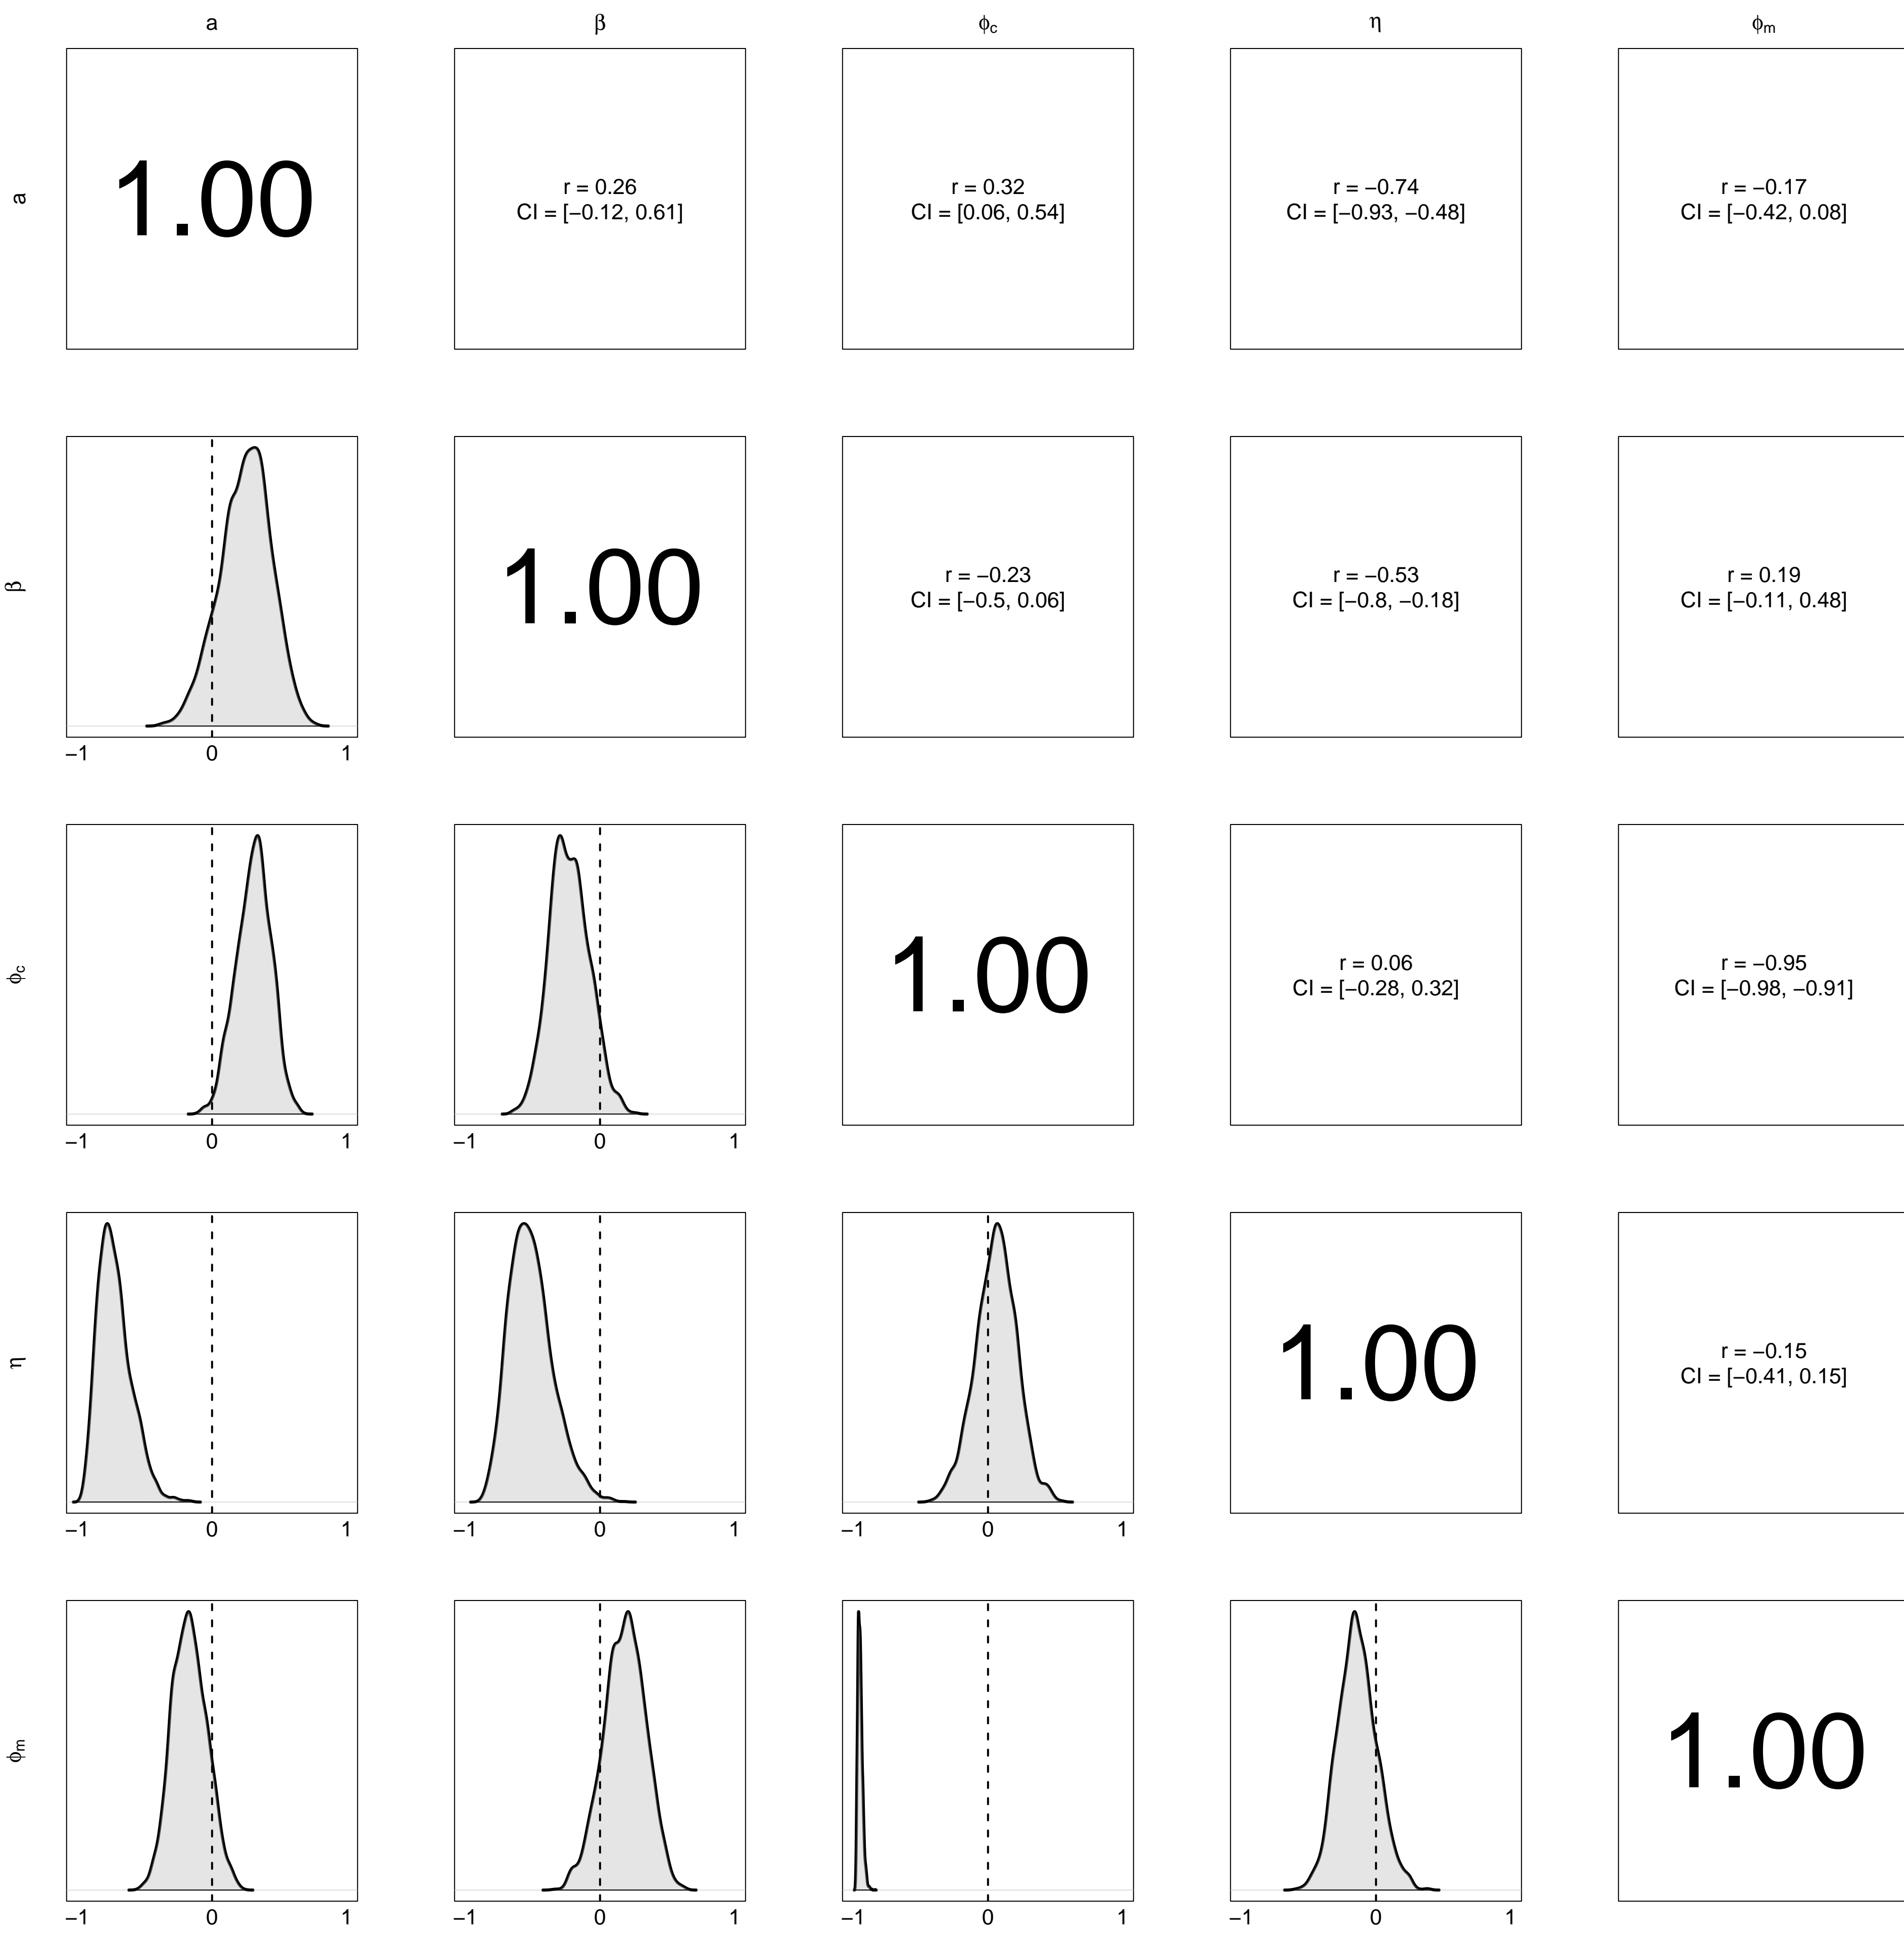 a β ϕc η ϕm
a 1.00 r = 0.26 r = 0.32 r = −0.74 r = −0.17
CI = [−0.12, 0.61] CI = [0.06, 0.54] CI = [−0.93, −0.48] CI = [−0.42, 0.08]
β 1.00 r = −0.23 r = −0.53 r = 0.19
CI = [−0.5, 0.06] CI = [−0.8, −0.18] CI = [−0.11, 0.48]
−1 0 1
ϕc 1.00 r = 0.06 r = −0.95
CI = [−0.28, 0.32] CI = [−0.98, −0.91]
−1 0 1 −1 0 1
η 1.00 r = −0.15
CI = [−0.41, 0.15]
−1 0 1 −1 0 1 −1 0 1
ϕm 1.00
−1 0 1 −1 0 1 −1 0 1 −1 0 1